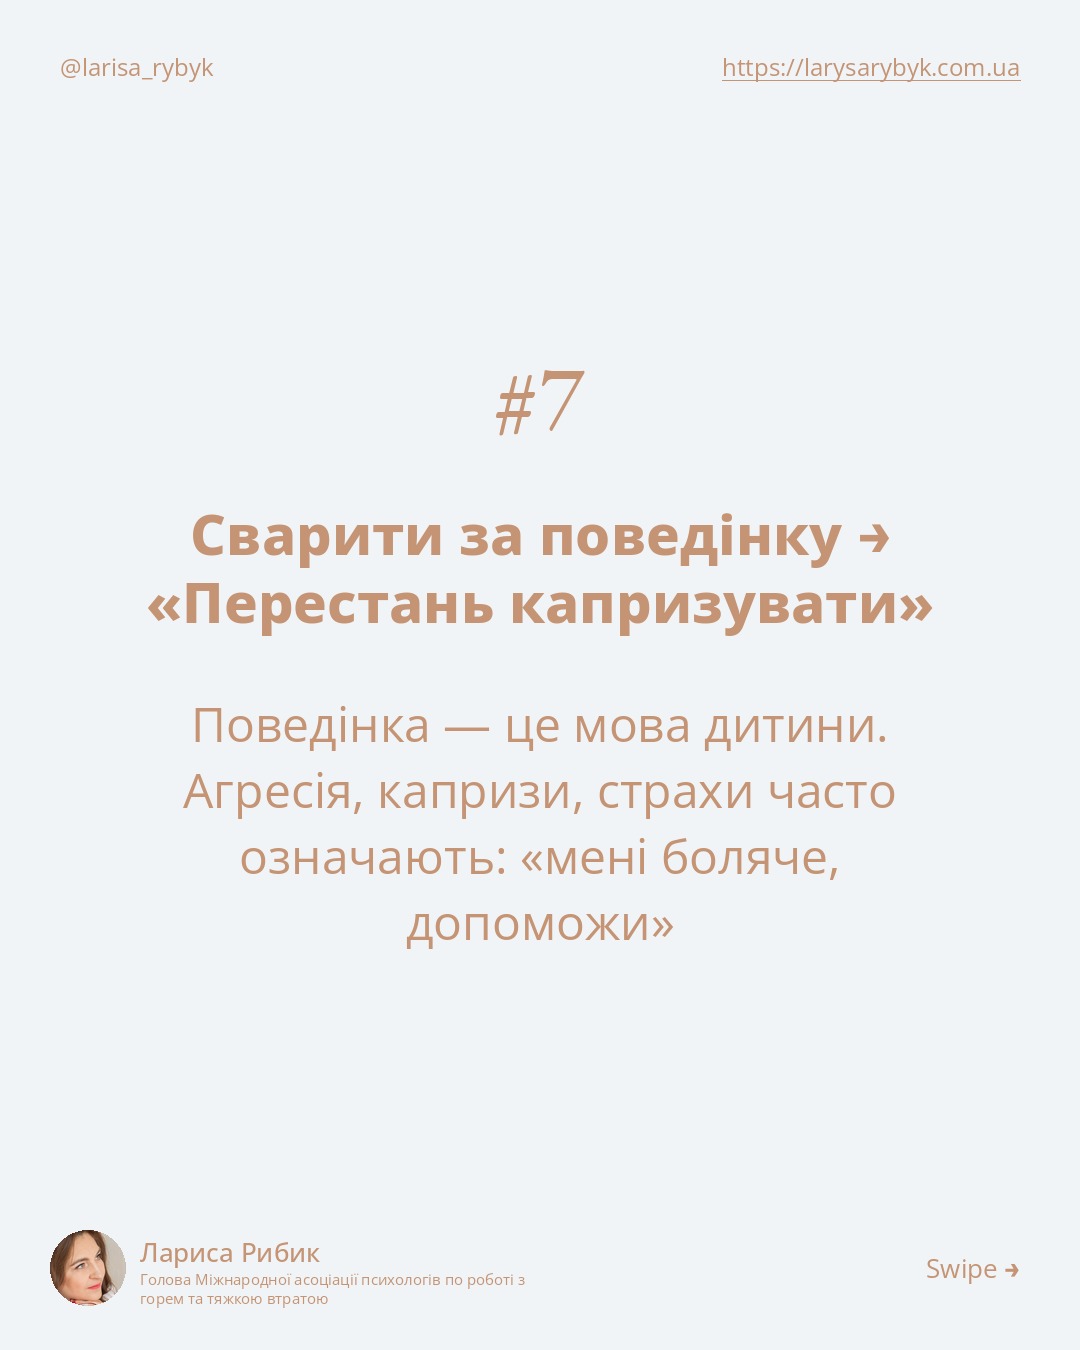 @larisa_rybyk
https://larysarybyk.com.ua
#7
Сварити за поведінку →
«Перестань капризувати»
Поведінка — це мова дитини.
Агресія, капризи, страхи часто
означають: «мені боляче,
допоможи»
Лариса Рибик
Голова Міжнародної асоціації психологів по роботі з
горем та тяжкою втратою
Swipe →